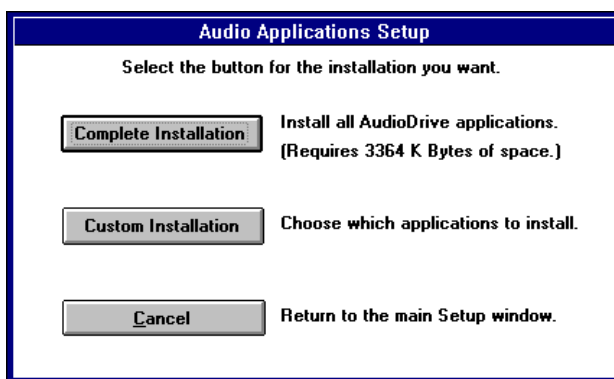 Audio Applications Setup
Select the button for the installation you want.
Complete Installation
Install all AudioDrive applications.
(Requires 3364 K Bytes of space.)
Custom Installation
Choose which applications to install.
Cancel
Return to the main Setup window.